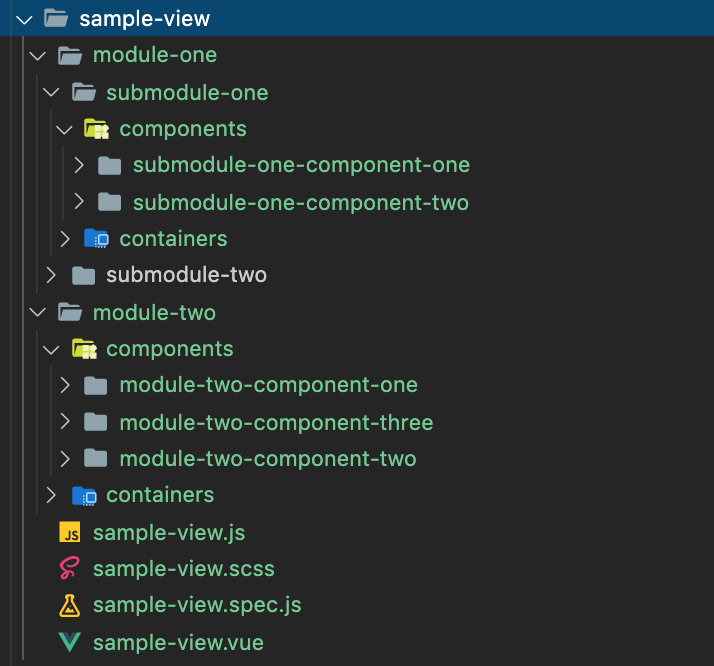 sample-view
module-one
submodule-one
components
submodule-one-component-one
submodule-one-component-two
containers
submodule-two
module-two
components
module-two-component-one
module-two-component-three
module-two-component-two
containers
JS sample-view.js
sample-view.scss
sample-view.spec.js
sample-view.vue